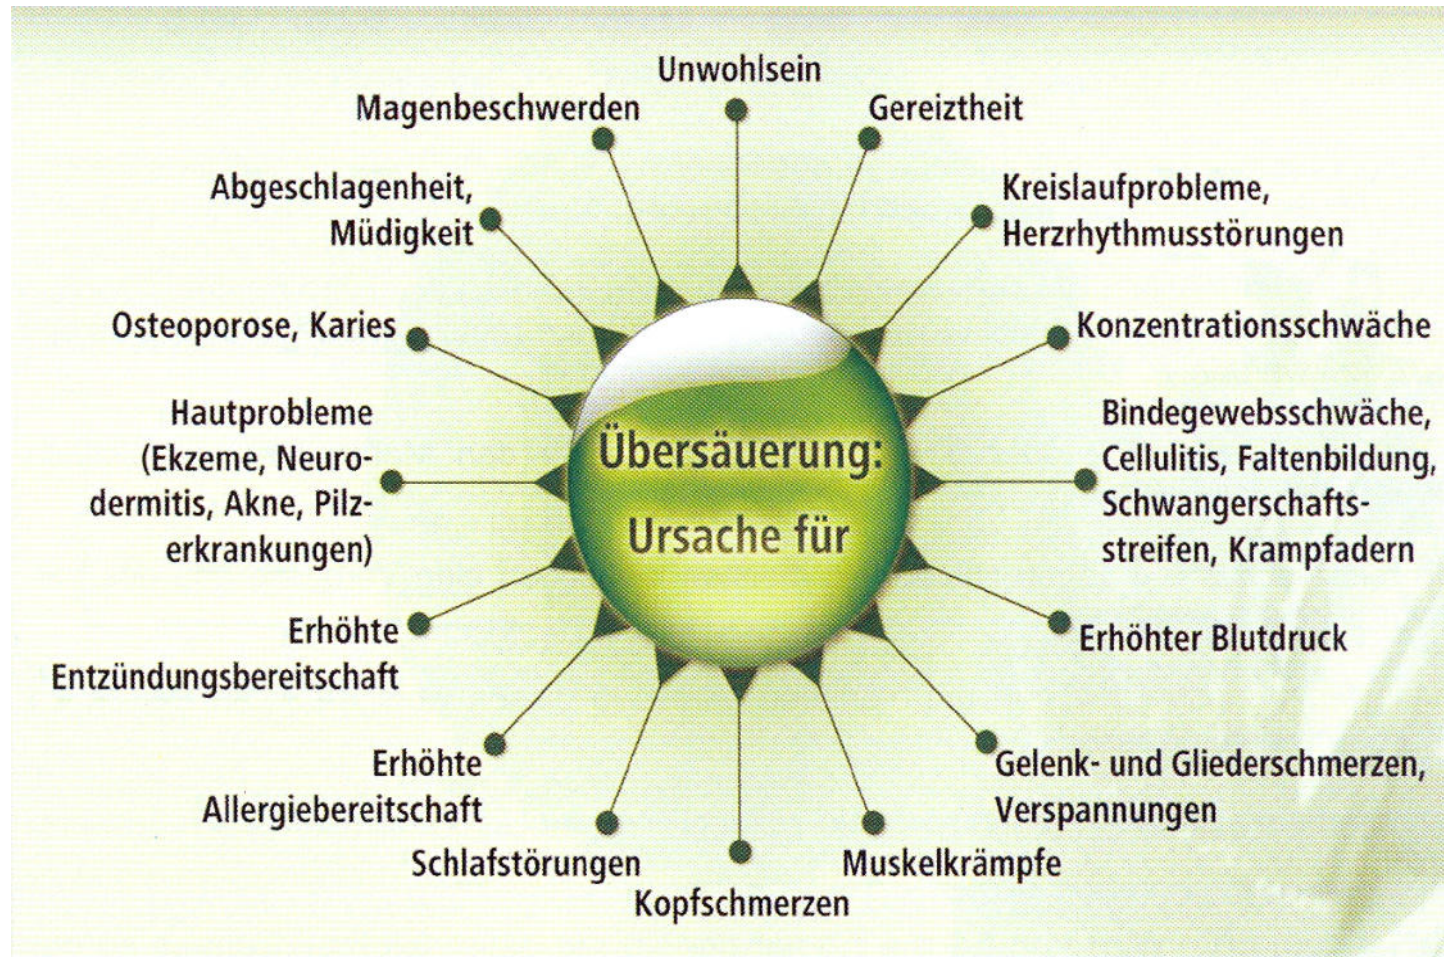 Unwohlsein
Magenbeschwerden
Gereiztheit
Abgeschlagenheit,
Müdigkeit
Kreislaufprobleme,
Herzrhythmusstörungen
Osteoporose, Karies
Konzentrationsschwäche
Hautprobleme
(Ekzeme, Neuro-
dermitis, Akne, Pilz-
erkrankungen)
Übersäuerung:
Ursache für
Bindegewebsschwäche,
Cellulitis, Faltenbildung,
Schwangerschafts-
streifen, Krampfadern
Erhöhte
Entzündungsbereitschaft
Erhöhter Blutdruck
Erhöhte
Allergiebereitschaft
Gelenk- und Gliederschmerzen,
Verspannungen
Schlafstörungen
Muskelkrämpfe
Kopfschmerzen